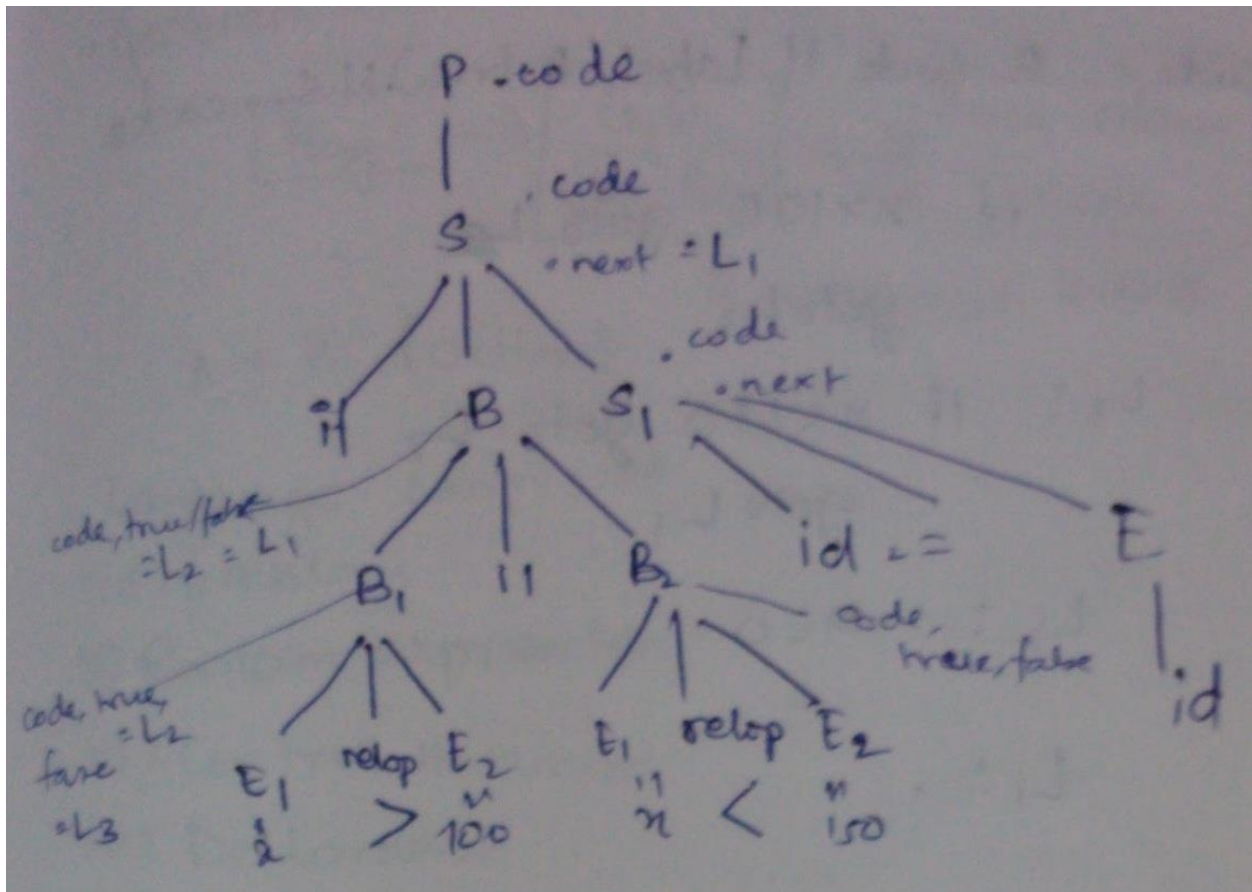 P .code
|
. code
S
. next = L1
. code
.next
if B S1
code, true/false
= L2 = L1
B1 || B2
id . = E
code,
true, false
id
code, true,
= L2
false
= L3
E1 relop E2
E1 relop E2
> 100
x < 150